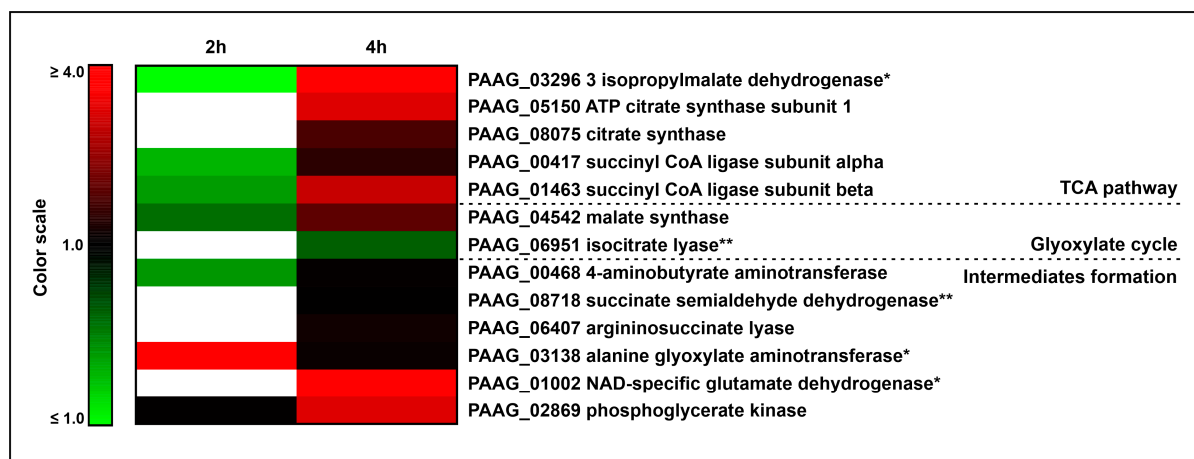 2h 4h
≥ 4.0
1.0
≤ 1.0
Color scale
PAAG_03296 3 isopropylmalate dehydrogenase*
PAAG_05150 ATP citrate synthase subunit 1
PAAG_08075 citrate synthase
PAAG_00417 succinyl CoA ligase subunit alpha
PAAG_01463 succinyl CoA ligase subunit beta
TCA pathway
PAAG_04542 malate synthase
PAAG_06951 isocitrate lyase**
Glyoxylate cycle
PAAG_00468 4-aminobutyrate aminotransferase
Intermediates formation
PAAG_08718 succinate semialdehyde dehydrogenase**
PAAG_06407 argininosuccinate lyase
PAAG_03138 alanine glyoxylate aminotransferase*
PAAG_01002 NAD-specific glutamate dehydrogenase*
PAAG_02869 phosphoglycerate kinase